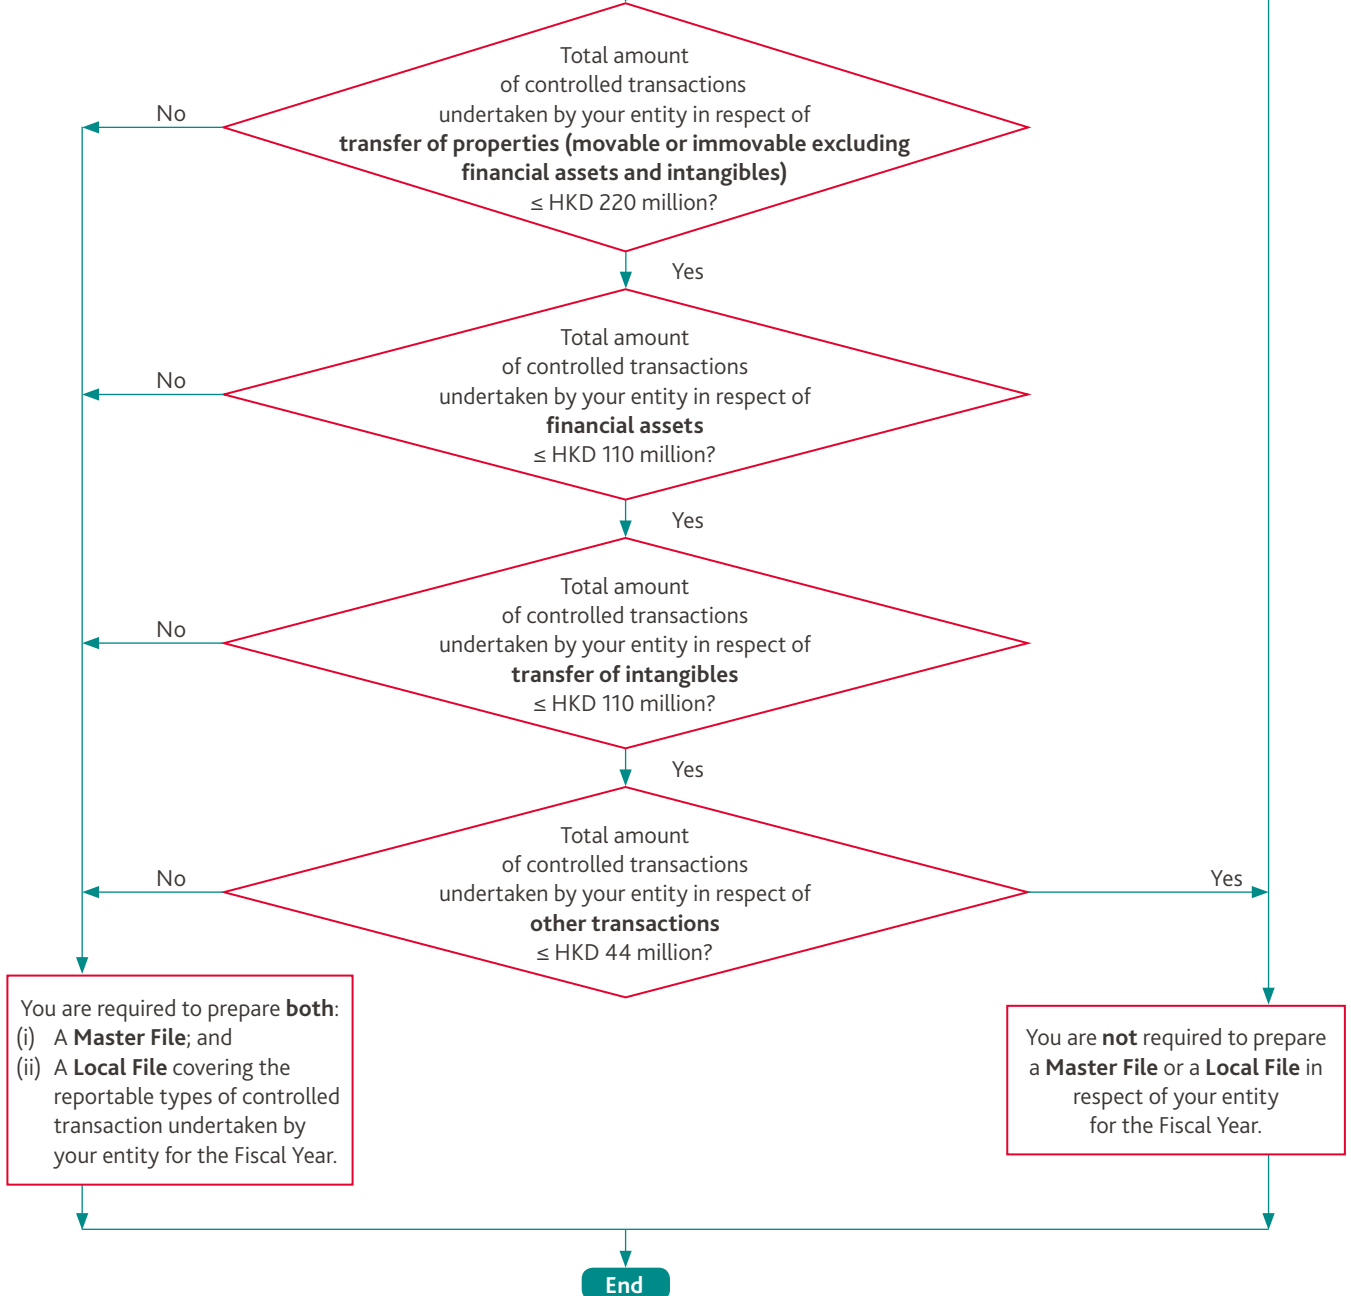 Total amount
of controlled transactions
undertaken by your entity in respect of
transfer of properties (movable or immovable excluding
financial assets and intangibles)
≤ HKD 220 million?
No
Yes
Total amount
of controlled transactions
undertaken by your entity in respect of
financial assets
≤ HKD 110 million?
No
Yes
Total amount
of controlled transactions
undertaken by your entity in respect of
transfer of intangibles
≤ HKD 110 million?
No
Yes
Total amount
of controlled transactions
undertaken by your entity in respect of
other transactions
≤ HKD 44 million?
No
Yes
You are required to prepare both:
(i) A Master File; and
(ii) A Local File covering the
reportable types of controlled
transaction undertaken by
your entity for the Fiscal Year.
You are not required to prepare
a Master File or a Local File in
respect of your entity
for the Fiscal Year.
End